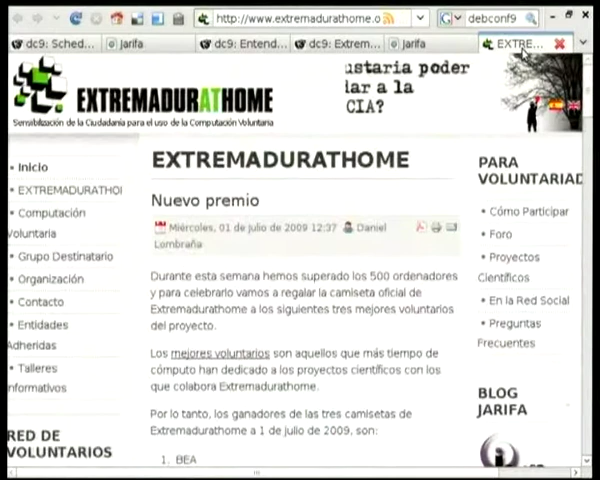 http://www.extremadurathome.o
debconf9
dc9: Sched...
Jarifa
dc9: Entend...
dc9: Extrem...
Jarifa
EXTRE...
EXTREMADURATHOME
Sensibilización de la Ciudadanía para el uso de la Computación Voluntaria
ustaria poder
lar a la
CIA?
Inicio
EXTREMADURATHOI
Computación
Voluntaria
Grupo Destinatario
Organización
Contacto
Entidades
Adheridas
Talleres
nformativos
RED DE
VOLUNTARIOS
EXTREMADURATHOME
Nuevo premio
Miércoles, 01 de julio de 2009 12:37 Daniel
Lombraña
Durante esta semana hemos superado los 500 ordenadores
y para celebrarlo vamos a regalar la camiseta oficial de
Extremadurathome a los siguientes tres mejores voluntarios
del proyecto.
Los mejores voluntarios son aquellos que más tiempo de
cómputo han dedicado a los proyectos científicos con los
que colabora Extremadurathome.
Por lo tanto, los ganadores de las tres camisetas de
Extremadurathome a 1 de julio de 2009, son:
1. BEA
PARA
VOLUNTARIAD
Cómo Participar
Foro
Proyectos
Científicos
En la Red Social
Preguntas
Frecuentes
BLOG
JARIFA